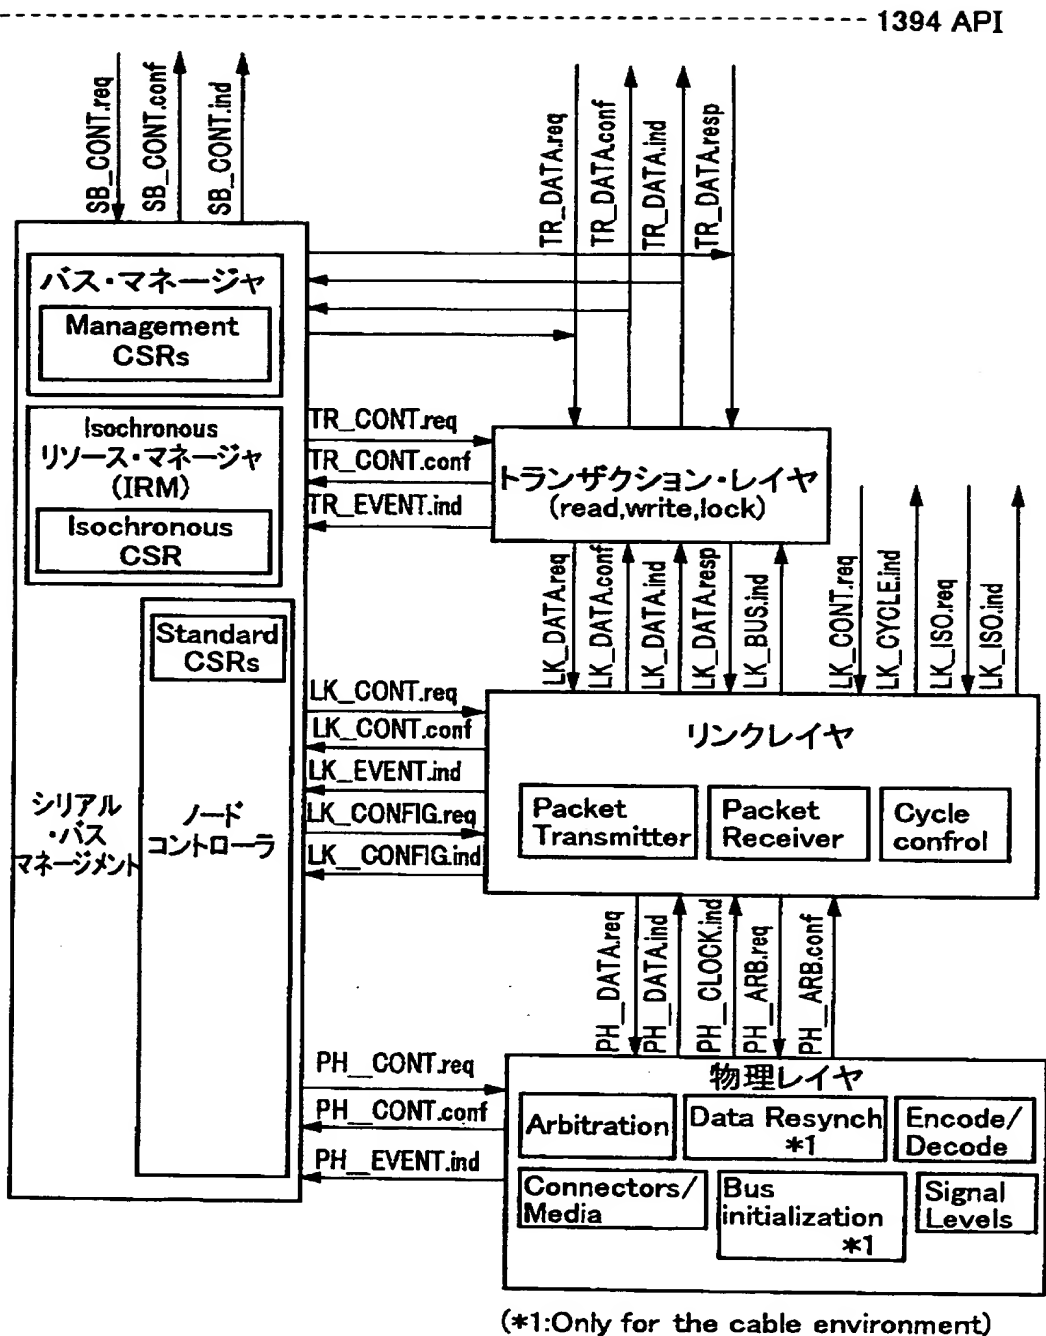 1394 API
SB_CONT.req
SB_CONT.conf
SB_CONT.ind
TR_DATA.req
TR_DATA.conf
TR_DATA.ind
TR_DATA.resp
バス・マネージャ
Management
CSRs
Isochronous
リソース・マネージャ
(IRM)
Isochronous
CSR
TR_CONT.req
TR_CONT.conf
TR_EVENT.ind
トランザクション・レイヤ
(read,write,lock)
LK_DATA.req
LK_DATA.conf
LK_DATA.ind
LK_DATA.resp
LK_BUS.ind
LK_CONT.req
LK_CYCLE.ind
LK_ISO.req
LK_ISO.ind
Standard
CSRs
シリアル
・バス
マネージメント
ノード
コントローラ
LK_CONT.req
LK_CONT.conf
LK_EVENT.ind
LK_CONFIG.req
LK_CONFIG.ind
リンクレイヤ
Packet
Transmitter
Packet
Receiver
Cycle
confrol
PH_DATA.req
PH_DATA.ind
PH_CLOCK.ind
PH_ARB.req
PH_ARB.conf
PH_CONT.req
PH_CONT.conf
PH_EVENT.ind
物理レイヤ
Arbitration
Data Resynch
*1
Encode/
Decode
Connectors/
Media
Bus
initialization
*1
Signal
Levels
(*1:Only for the cable environment)